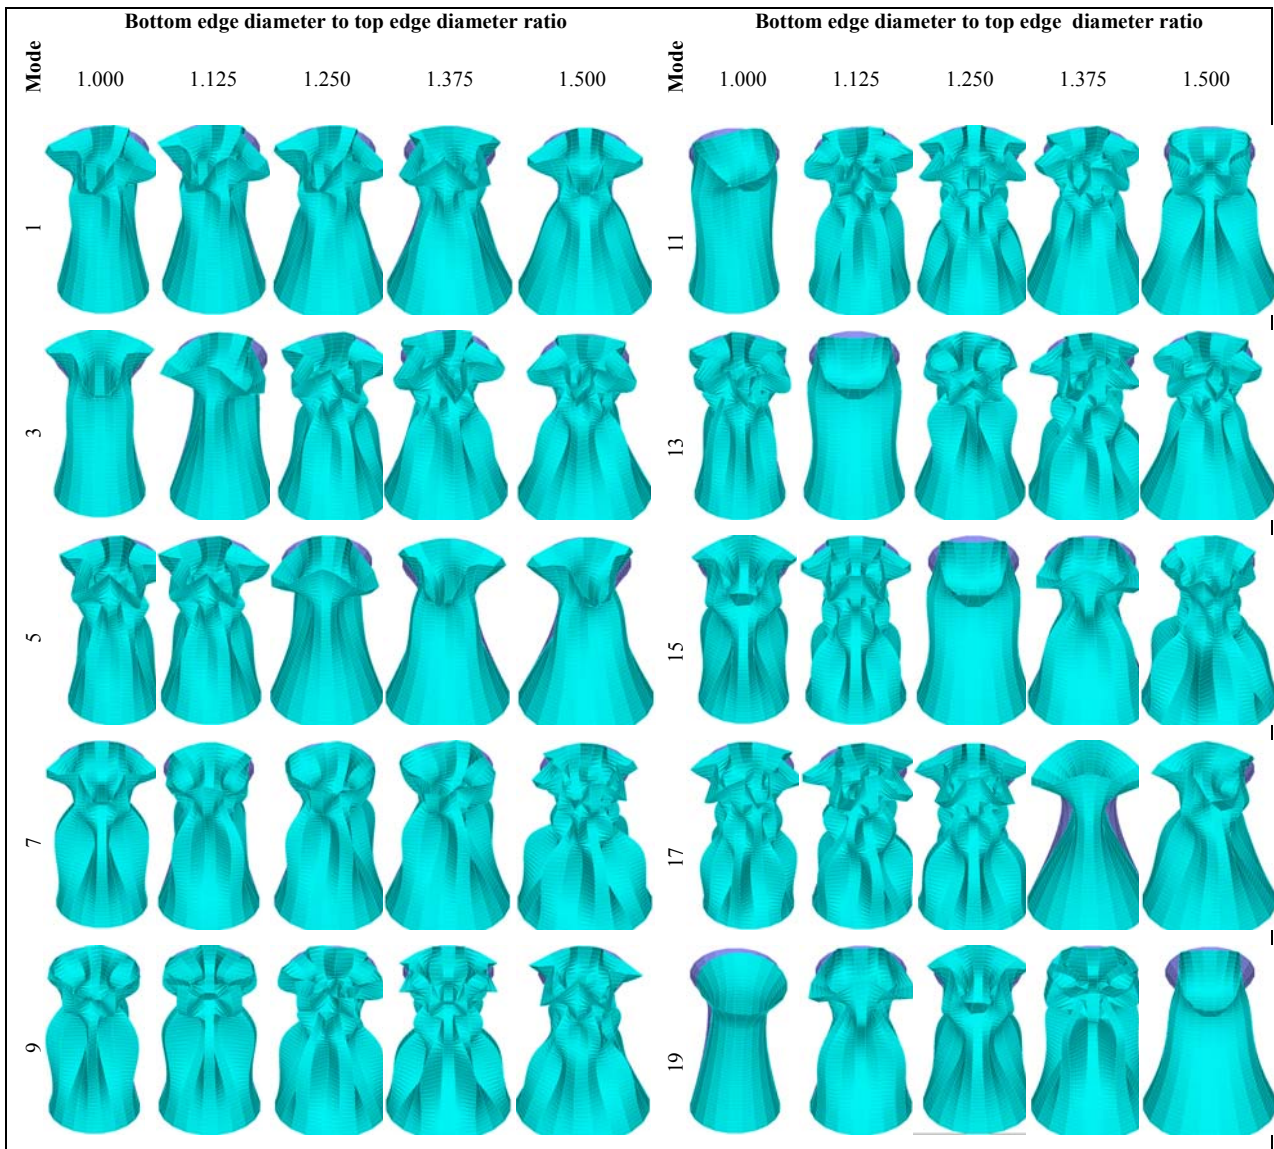 Bottom edge diameter to top edge diameter ratio
Mode 1.000 1.125 1.250 1.375 1.500
1
3
5
7
9
Bottom edge diameter to top edge diameter ratio
Mode 1.000 1.125 1.250 1.375 1.500
11
13
15
17
19